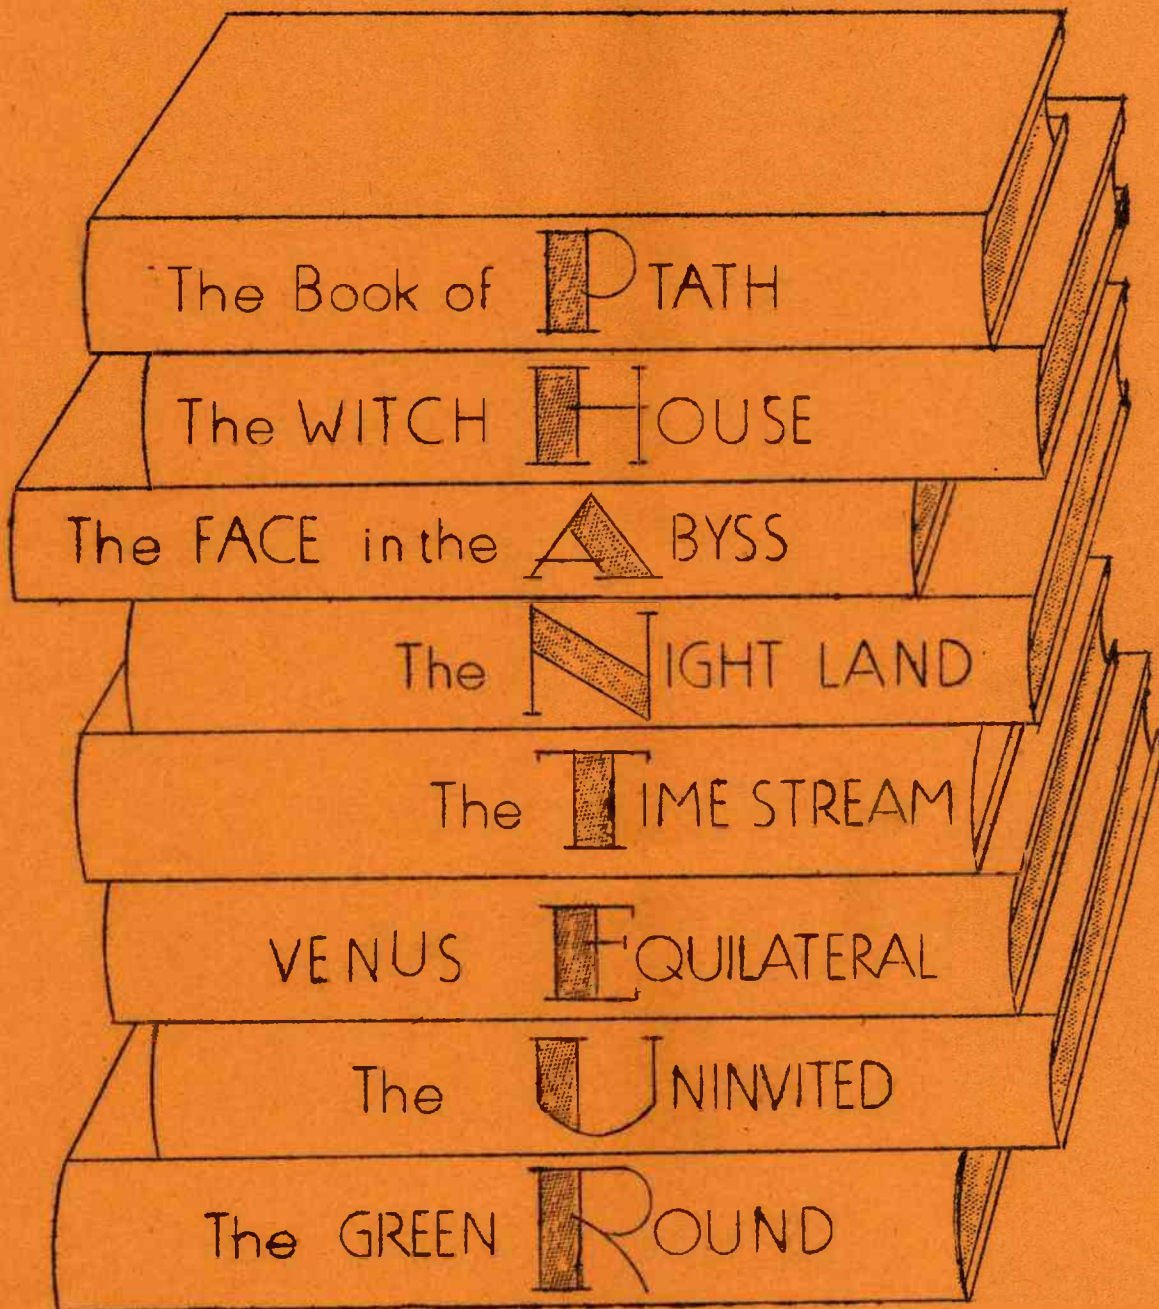 The Book of PTATH
The WITCH HOUSE
The FACE in the ABYSS
The NIGHT LAND
The TIME STREAM
VENUS EQUILATERAL
The UNINVITED
The GREEN ROUND